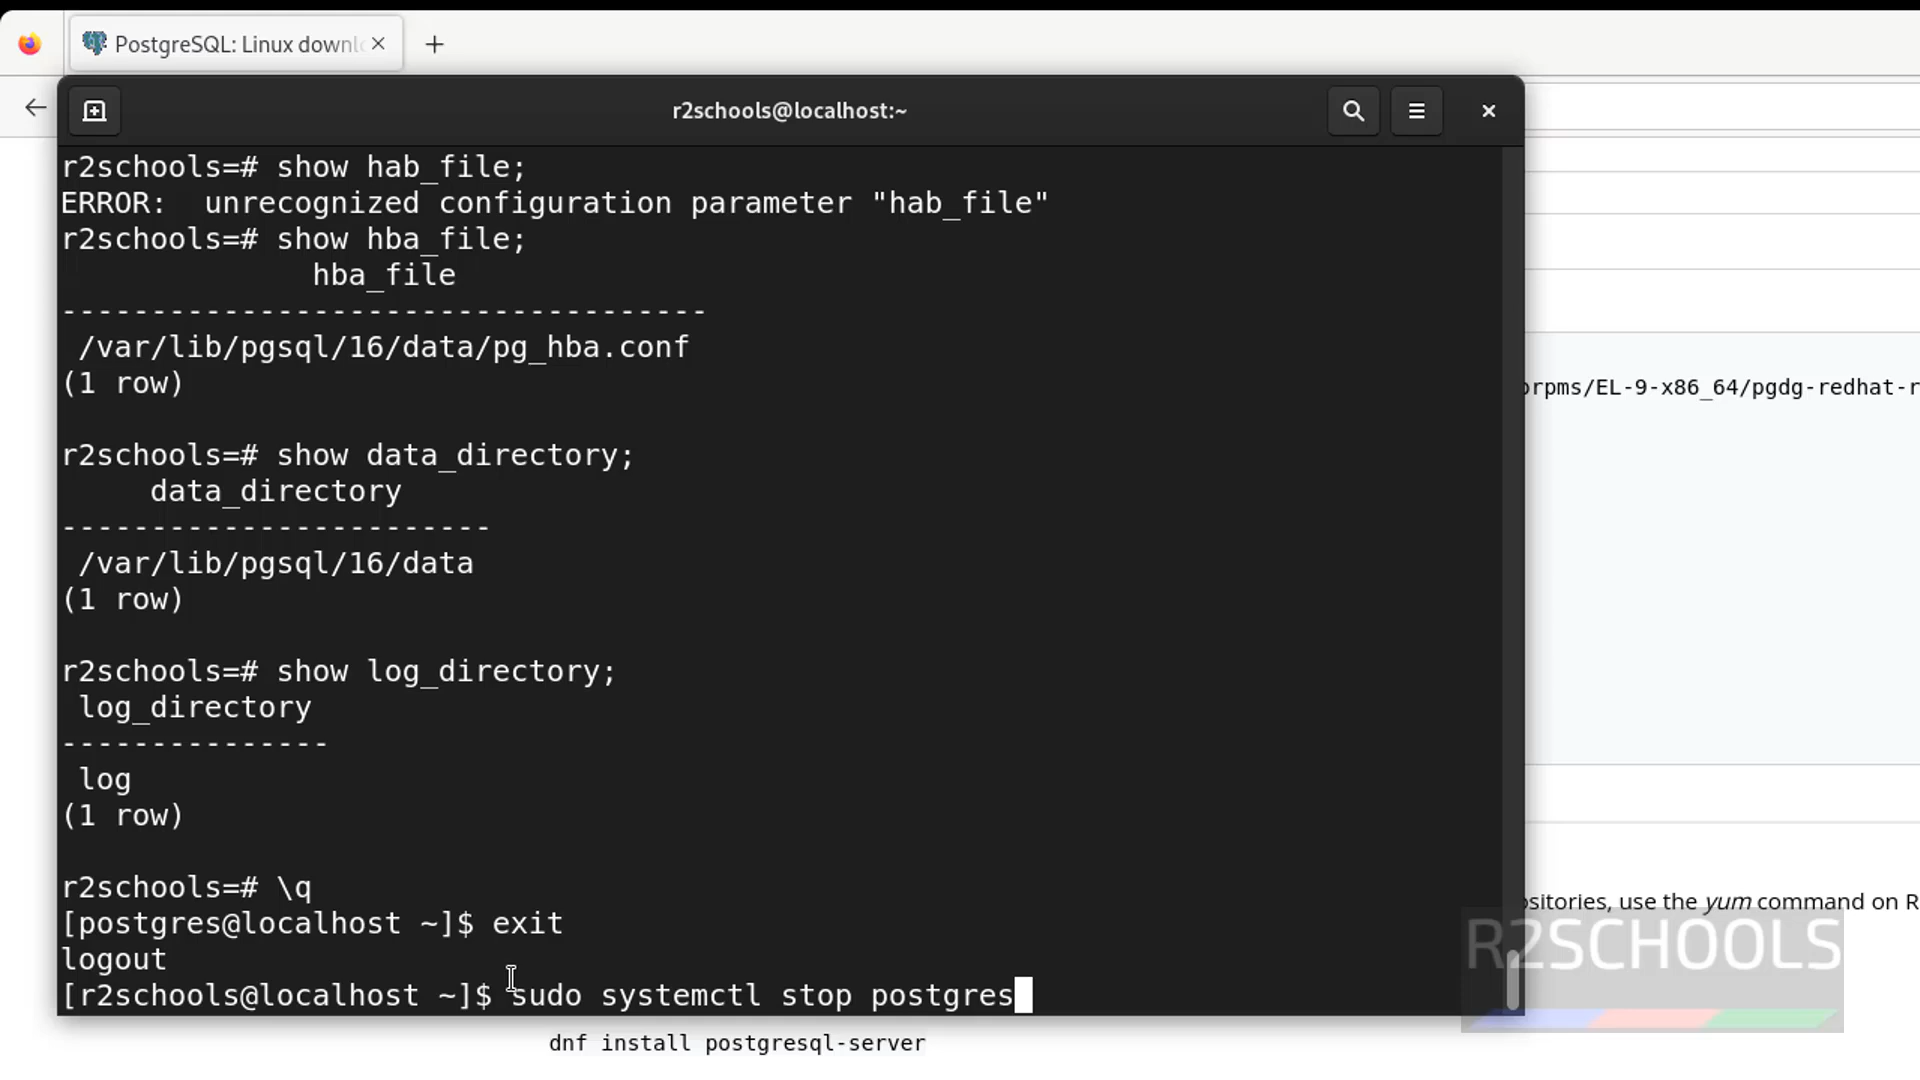 PostgreSQL: Linux downl
r2schools@localhost:~
r2schools=# show hab_file;
ERROR:  unrecognized configuration parameter "hab_file"
r2schools=# show hba_file;
hba_file
------------------------------------
/var/lib/pgsql/16/data/pg_hba.conf
(1 row)
r2schools=# show data_directory;
data_directory
------------------------
/var/lib/pgsql/16/data
(1 row)
r2schools=# show log_directory;
log_directory
---------------
log
(1 row)
r2schools=# \q
[postgres@localhost ~]$ exit
logout
[r2schools@localhost ~]$ sudo systemctl stop postgres
rpms/EL-9-x86_64/pgdg-redhat-r
sitories, use the yum command on R
R2SCHOOLS
dnf install postgresql-server